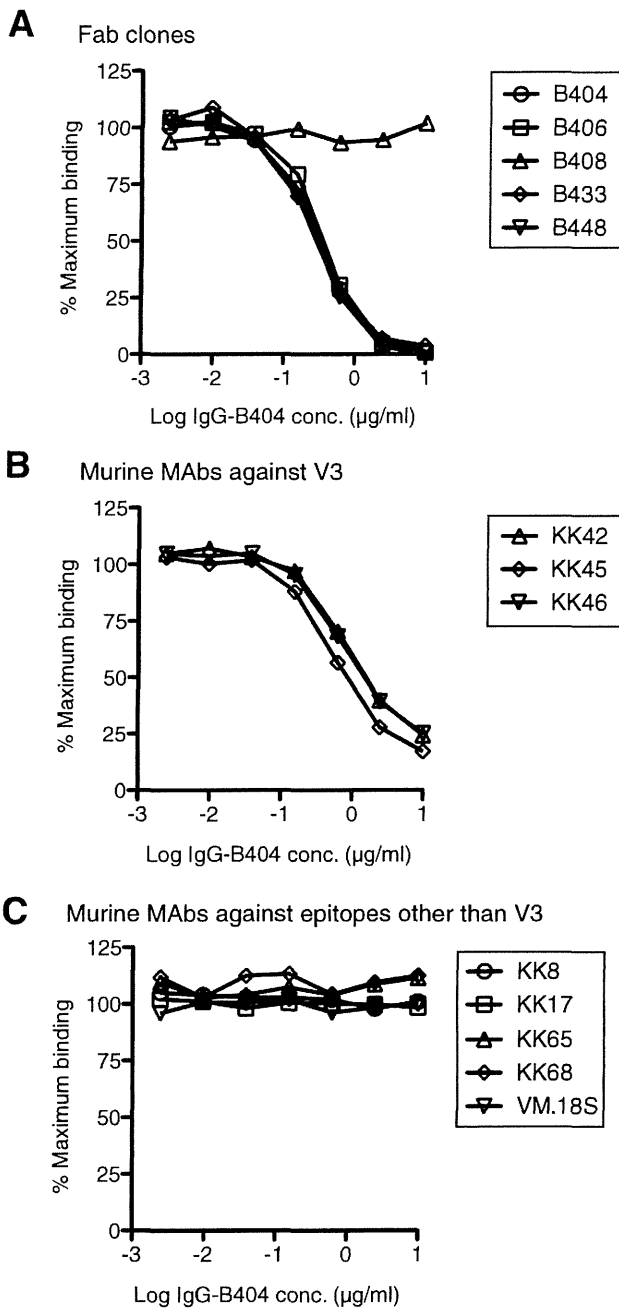 A
Fab clones
125
100
75
50
25
0
% Maximum binding
-3
-2
-1
0
1
Log IgG-B404 conc. (µg/ml)
B404
B406
B408
B433
B448
B
Murine MAbs against V3
125
100
75
50
25
0
% Maximum binding
-3
-2
-1
0
1
Log IgG-B404 conc. (µg/ml)
KK42
KK45
KK46
C
Murine MAbs against epitopes other than V3
125
100
75
50
25
0
% Maximum binding
-3
-2
-1
0
1
Log IgG-B404 conc. (µg/ml)
KK8
KK17
KK65
KK68
VM.18S